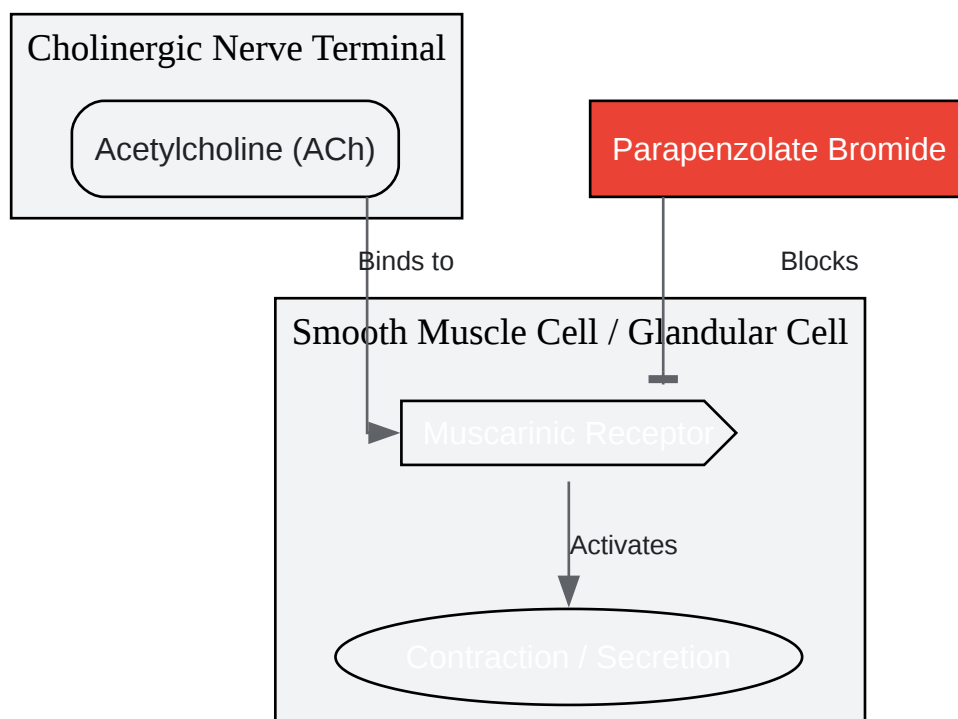 Cholinergic Nerve Terminal
Acetylcholine (ACh)
Parapenzolate Bromide
Binds to
Blocks
Smooth Muscle Cell / Glandular Cell
Muscarinic Receptor
Activates
Contraction / Secretion